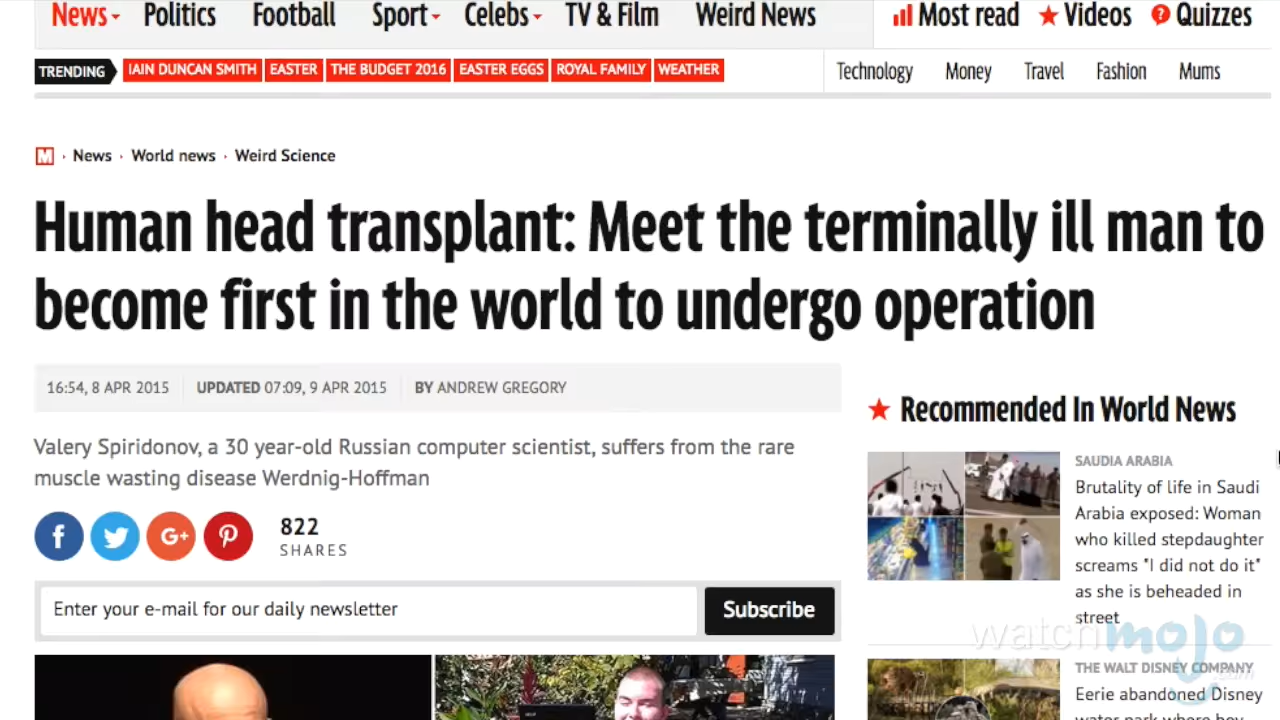 News Politics Football Sport Celebs TV & Film Weird News Most read Videos Quizzes
TRENDING IAIN DUNCAN SMITH EASTER THE BUDGET 2016 EASTER EGGS ROYAL FAMILY WEATHER
Technology Money Travel Fashion Mums
M News World news Weird Science
Human head transplant: Meet the terminally ill man to
become first in the world to undergo operation
16:54, 8 APR 2015 UPDATED 07:09, 9 APR 2015 BY ANDREW GREGORY
Valery Spiridonov, a 30 year-old Russian computer scientist, suffers from the rare
muscle wasting disease Werdnig-Hoffman
f G+ 822
SHARES
Enter your e-mail for our daily newsletter Subscribe
Recommended In World News
SAUDIA ARABIA
Brutality of life in Saudi
Arabia exposed: Woman
who killed stepdaughter
screams "I did not do it"
as she is beheaded in
street
watchmojo
.com
THE WALT DISNEY COMPANY
Eerie abandoned Disney
water park where boy